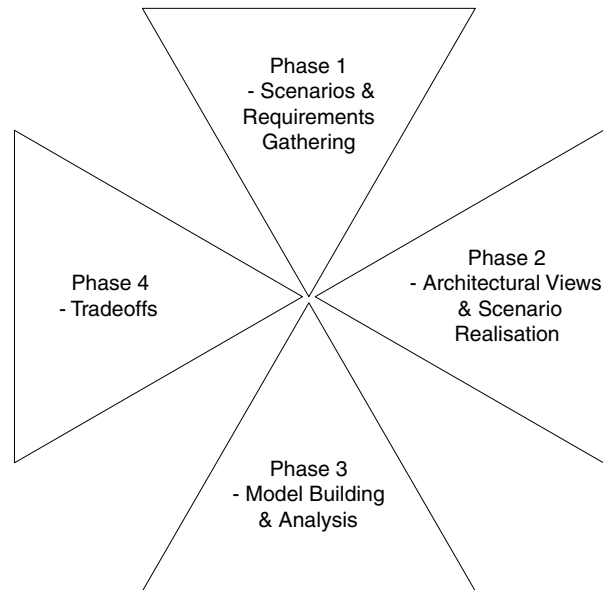 Phase 1
- Scenarios &
Requirements
Gathering
Phase 2
- Architectural Views
& Scenario
Realisation
Phase 3
- Model Building
& Analysis
Phase 4
- Tradeoffs